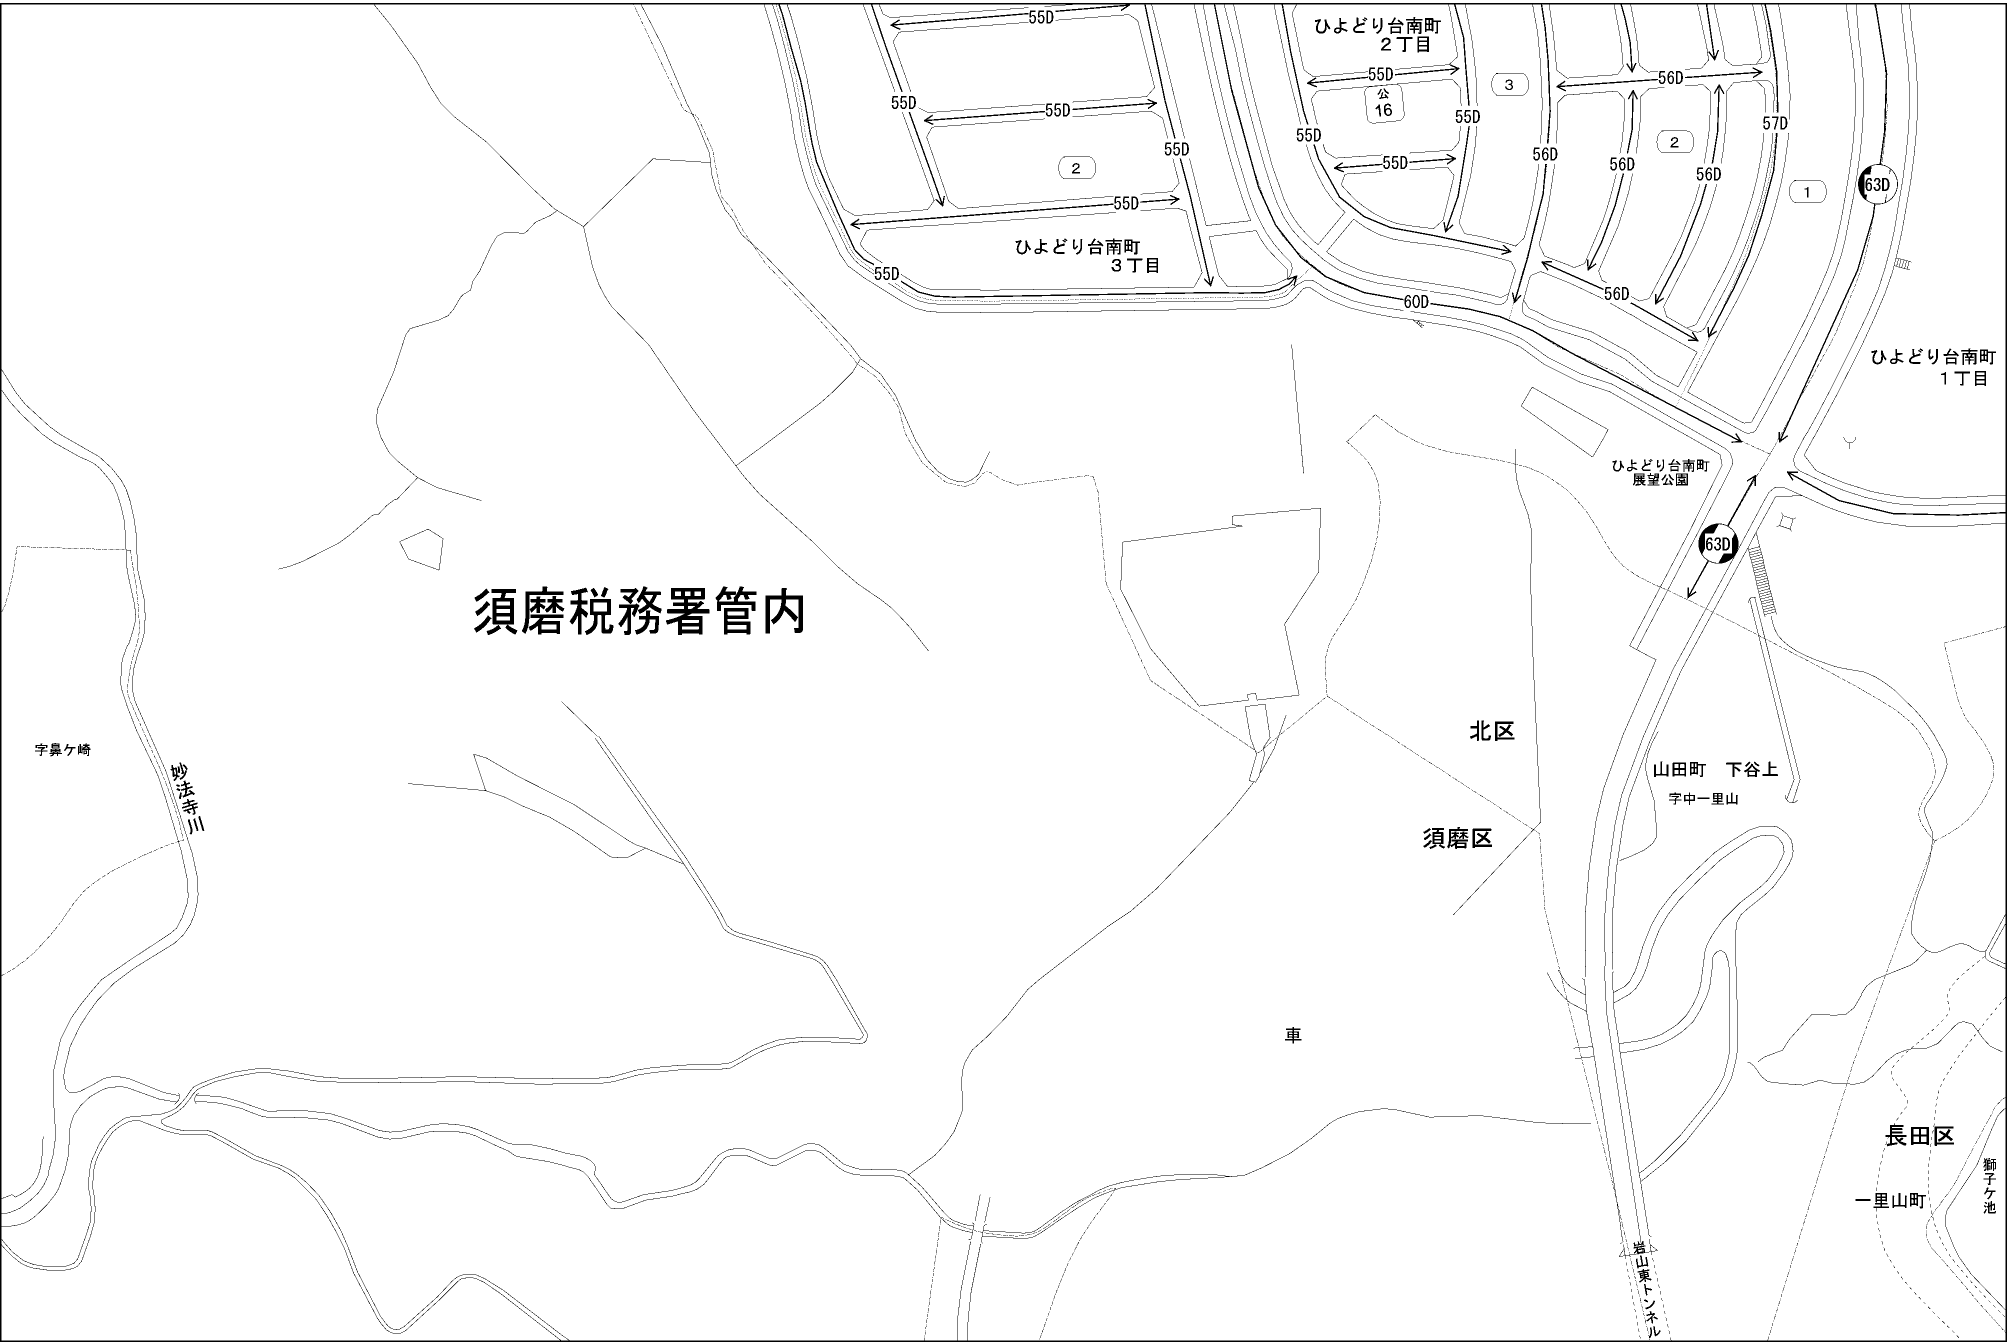 55D
ひよどり台南町
２丁目
55D
56D
3
公
16
55D
55D
55D
55D
57D
55D
55D
56D
2
56D
55D
2
56D
63D
1
55D
ひよどり台南町
３丁目
55D
56D
60D
ひよどり台南町
１丁目
ひよどり台南町
展望公園
63D
須磨税務署管内
北区
字鼻ケ崎
妙法寺川
山田町　下谷上
字中一里山
須磨区
車
長田区
獅子ケ池
一里山町
岩山東トンネル